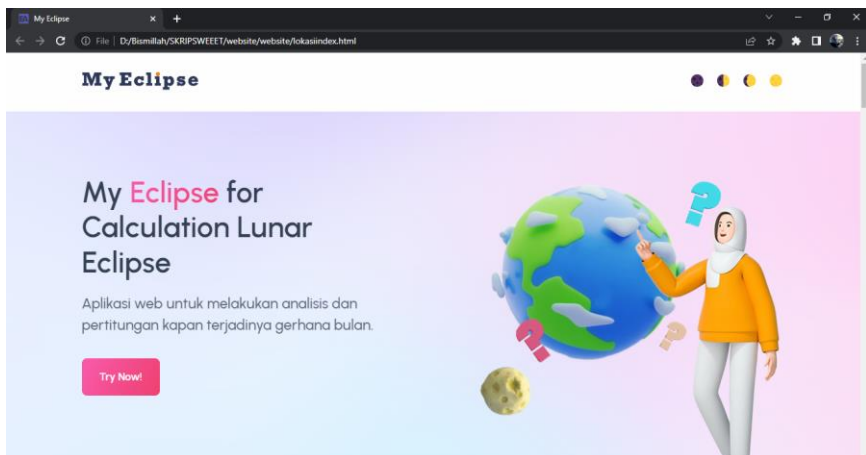 My Eclipse
File | D:/Bismillah/SKRIPSWEEET/website/website/lokasiindex.html
My Eclipse
My Eclipse for
Calculation Lunar
Eclipse
Aplikasi web untuk melakukan analisis dan
pertitungan kapan terjadinya gerhana bulan.
Try Now!
? 
?
?